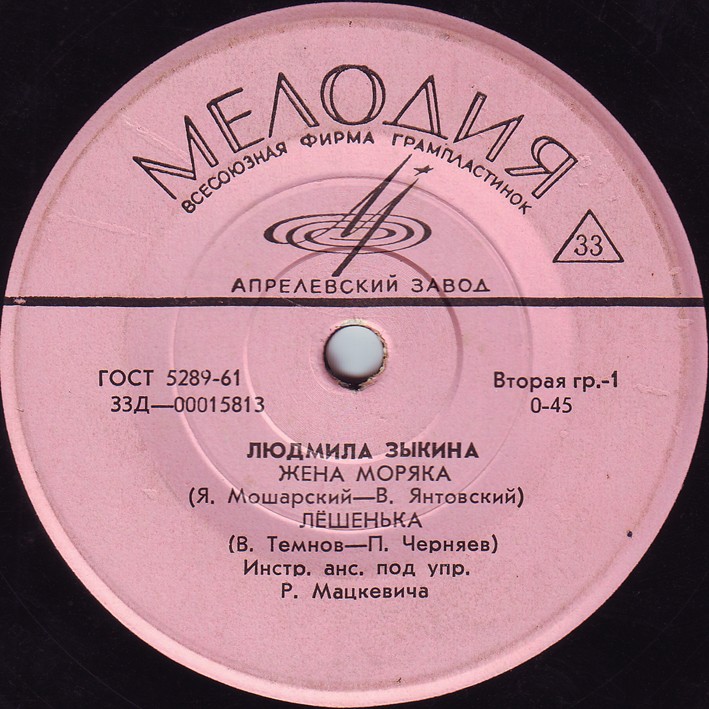 МЕЛОДИЯ
ВСЕСОЮЗНАЯ ФИРМА ГРАМПЛАСТИНОК
33
АПРЕЛЕВСКИЙ ЗАВОД
ГОСТ 5289-61
Вторая гр.-1
33Д—00015813
0-45
ЛЮДМИЛА ЗЫКИНА
ЖЕНА МОРЯКА
(Я. Мошарский—В. Янтовский)
ЛЁШЕНЬКА
(В. Темнов—П. Черняев)
Инстр. анс. под упр.
Р. Мацкевича